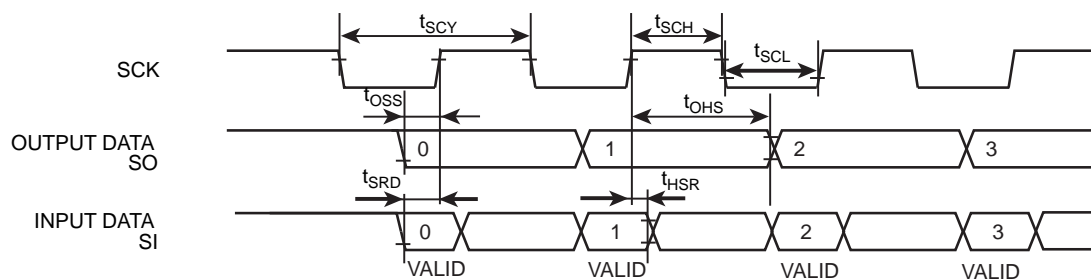 tSCY
tSCH
SCK
tSCL
tOSS
tOHS
OUTPUT DATA
SO
0
1
2
3
tSRD
tHSR
INPUT DATA
SI
0
1
2
3
VALID
VALID
VALID
VALID